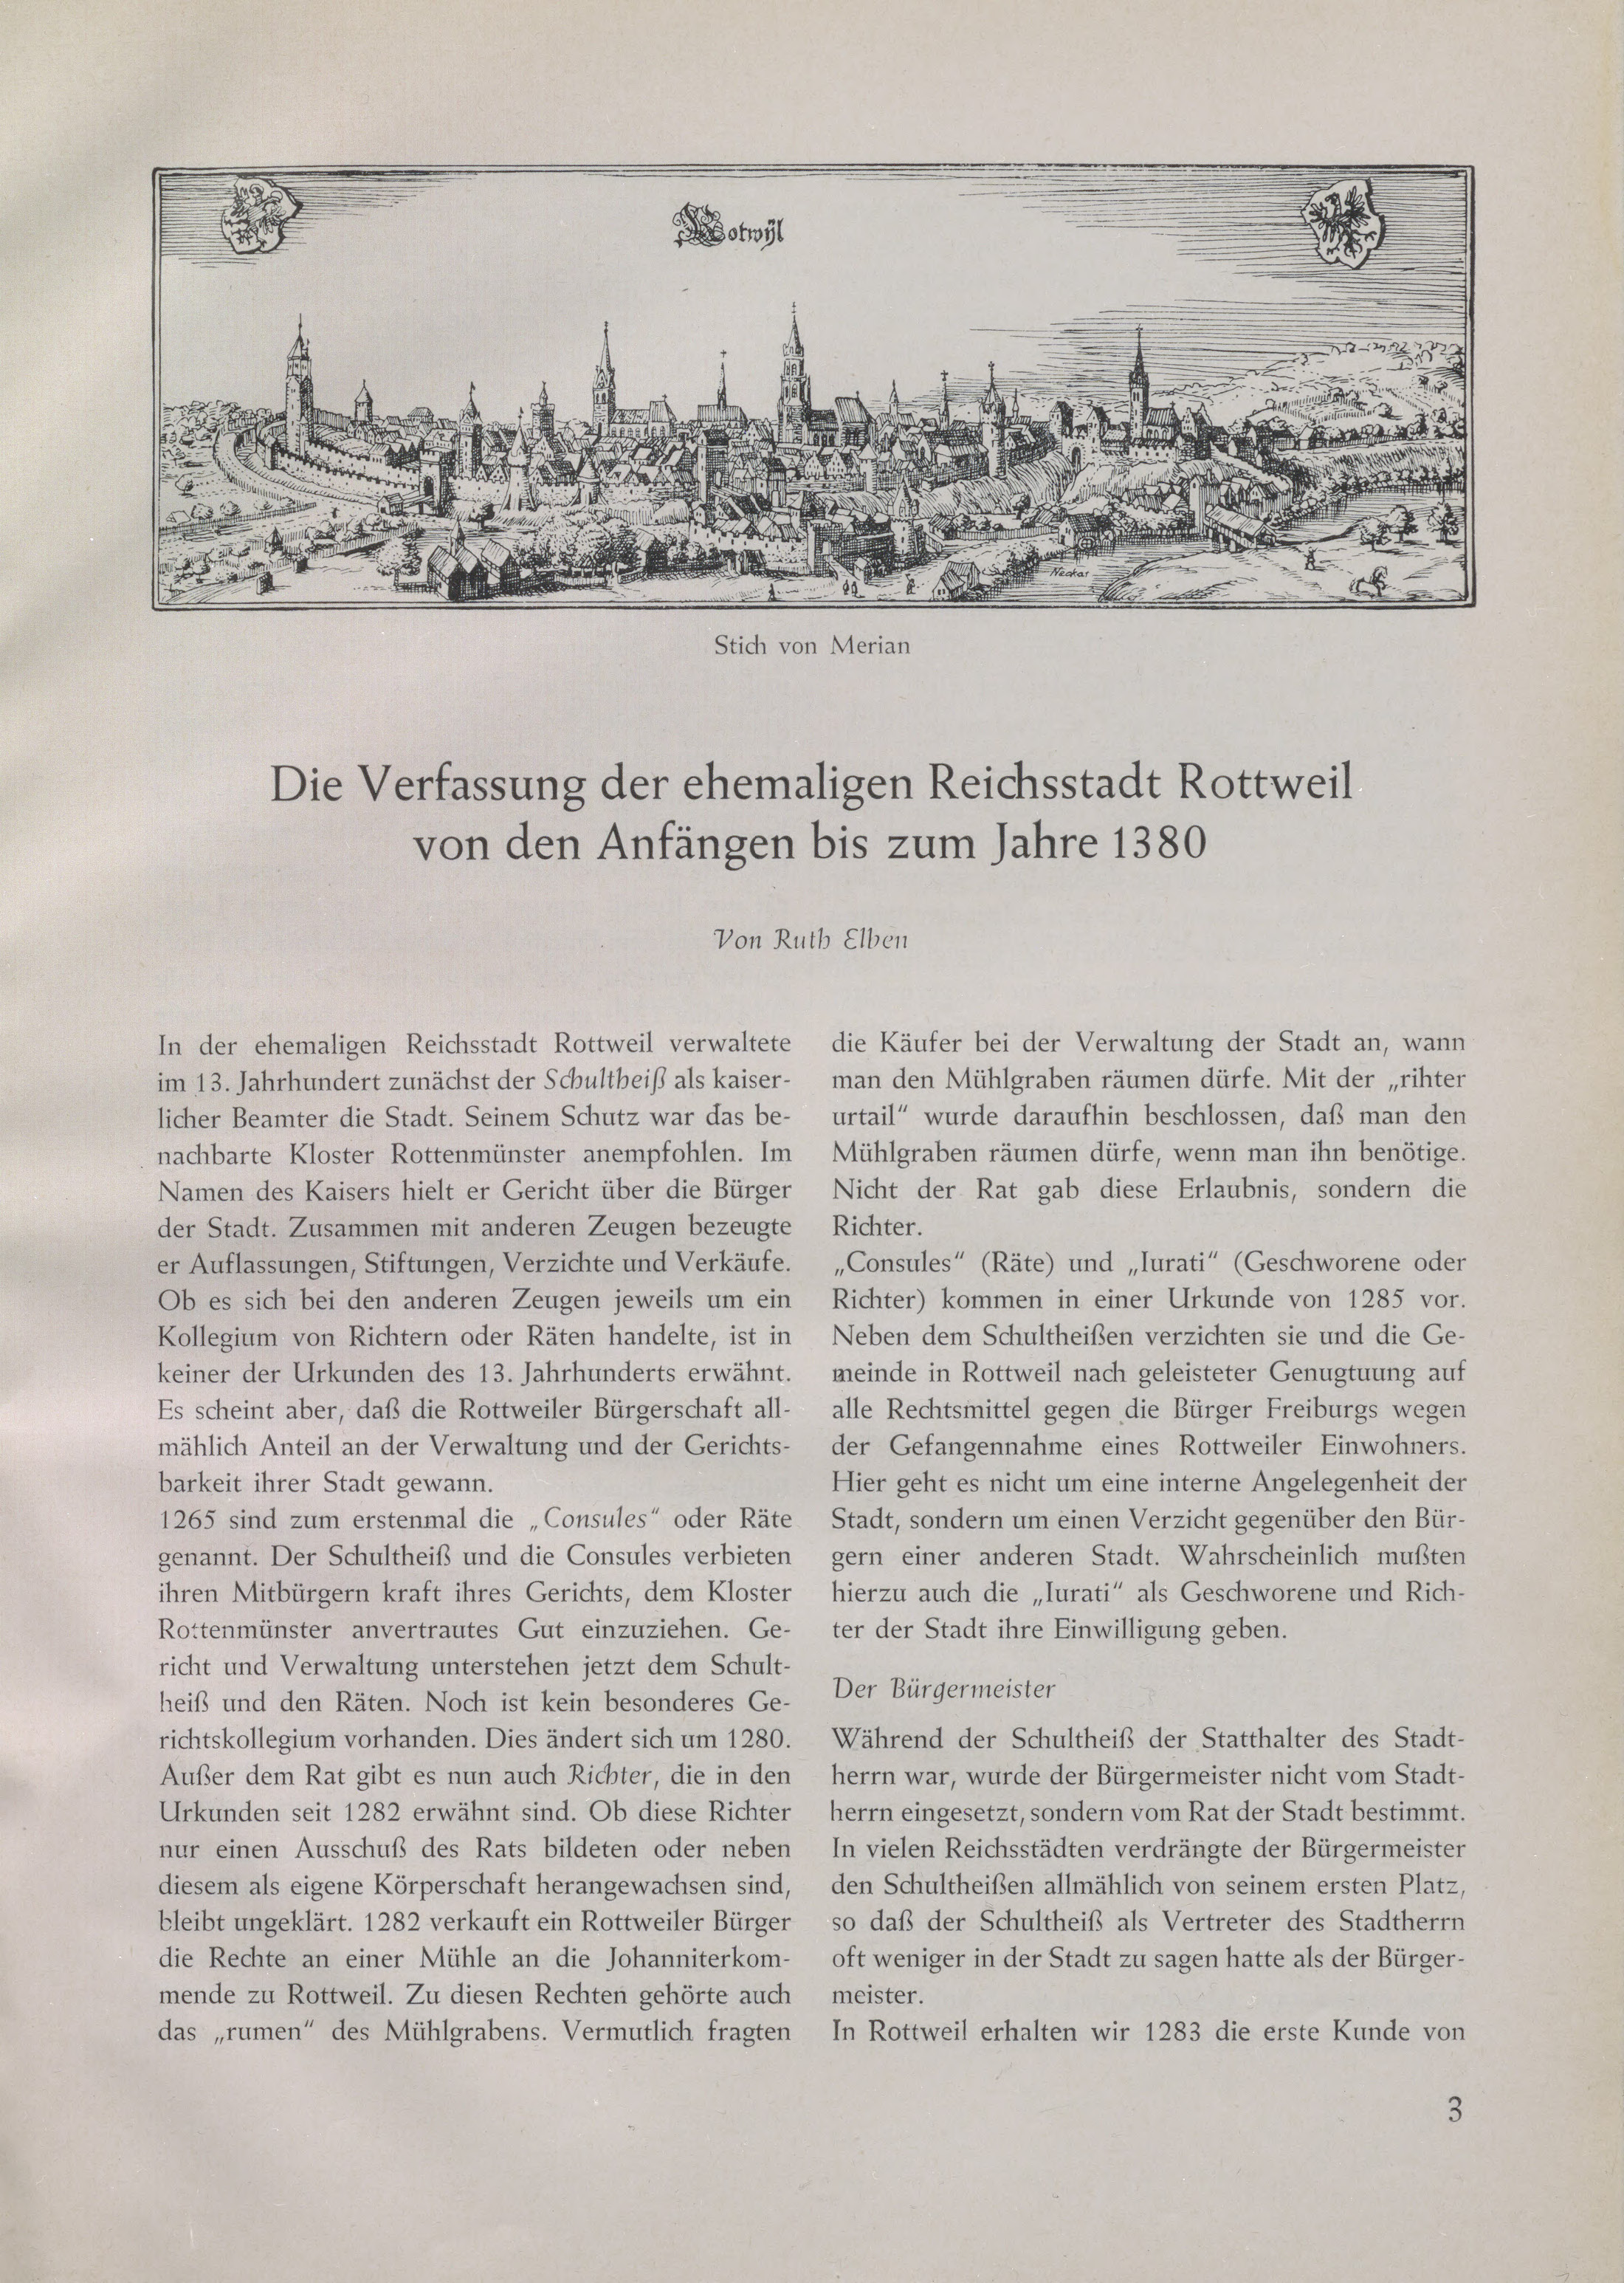 Rotwÿl
Neckar
Stich von Merian
Die Verfassung der ehemaligen Reichsstadt Rottweil
von den Anfängen bis zum Jahre 1380
Von Ruth Elben
In der ehemaligen Reichsstadt Rottweil verwaltete
im 13. Jahrhundert zunächst der Schultheiß als kaiser-
licher Beamter die Stadt. Seinem Schutz war das be-
nachbarte Kloster Rottenmünster anempfohlen. Im
Namen des Kaisers hielt er Gericht über die Bürger
der Stadt. Zusammen mit anderen Zeugen bezeugte
er Auflassungen, Stiftungen, Verzichte und Verkäufe.
Ob es sich bei den anderen Zeugen jeweils um ein
Kollegium von Richtern oder Räten handelte, ist in
keiner der Urkunden des 13. Jahrhunderts erwähnt.
Es scheint aber, daß die Rottweiler Bürgerschaft all-
mählich Anteil an der Verwaltung und der Gerichts-
barkeit ihrer Stadt gewann.
1265 sind zum erstenmal die „Consules“ oder Räte
genannt. Der Schultheiß und die Consules verbieten
ihren Mitbürgern kraft ihres Gerichts, dem Kloster
Rottenmünster anvertrautes Gut einzuziehen. Ge-
richt und Verwaltung unterstehen jetzt dem Schult-
heiß und den Räten. Noch ist kein besonderes Ge-
richtskollegium vorhanden. Dies ändert sich um 1280.
Außer dem Rat gibt es nun auch Richter, die in den
Urkunden seit 1282 erwähnt sind. Ob diese Richter
nur einen Ausschuß des Rats bildeten oder neben
diesem als eigene Körperschaft herangewachsen sind,
bleibt ungeklärt. 1282 verkauft ein Rottweiler Bürger
die Rechte an einer Mühle an die Johanniterkom-
mende zu Rottweil. Zu diesen Rechten gehörte auch
das „rumen“ des Mühlgrabens. Vermutlich fragten
die Käufer bei der Verwaltung der Stadt an, wann
man den Mühlgraben räumen dürfe. Mit der „rihter
urtail“ wurde daraufhin beschlossen, daß man den
Mühlgraben räumen dürfe, wenn man ihn benötige.
Nicht der Rat gab diese Erlaubnis, sondern die
Richter.
„Consules“ (Räte) und „Iurati“ (Geschworene oder
Richter) kommen in einer Urkunde von 1285 vor.
Neben dem Schultheißen verzichten sie und die Ge-
meinde in Rottweil nach geleisteter Genugtuung auf
alle Rechtsmittel gegen die Bürger Freiburgs wegen
der Gefangennahme eines Rottweiler Einwohners.
Hier geht es nicht um eine interne Angelegenheit der
Stadt, sondern um einen Verzicht gegenüber den Bür-
gern einer anderen Stadt. Wahrscheinlich mußten
hierzu auch die „Iurati“ als Geschworene und Rich-
ter der Stadt ihre Einwilligung geben.
Der Bürgermeister
Während der Schultheiß der Statthalter des Stadt-
herrn war, wurde der Bürgermeister nicht vom Stadt-
herrn eingesetzt, sondern vom Rat der Stadt bestimmt.
In vielen Reichsstädten verdrängte der Bürgermeister
den Schultheißen allmählich von seinem ersten Platz,
so daß der Schultheiß als Vertreter des Stadtherrn
oft weniger in der Stadt zu sagen hatte als der Bürger-
meister.
In Rottweil erhalten wir 1283 die erste Kunde von
3